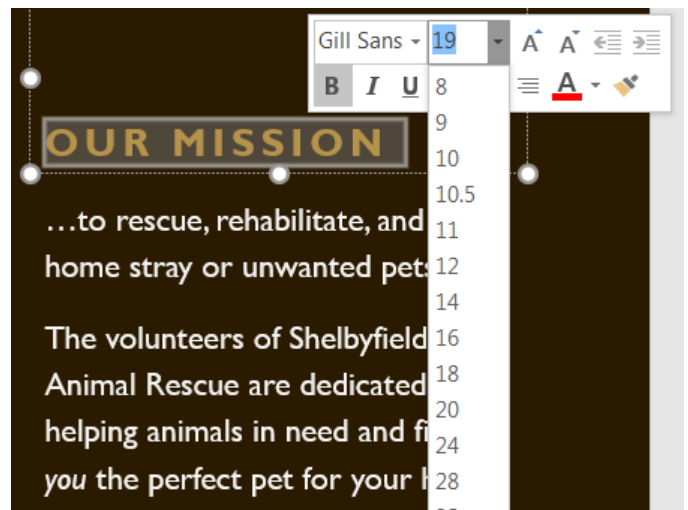 Gill Sans 19
B I U A
8
9
10
10.5
11
12
14
16
18
20
24
28
OUR MISSION
…to rescue, rehabilitate, and
home stray or unwanted pets
The volunteers of Shelbyfield
Animal Rescue are dedicated
helping animals in need and
you the perfect pet for your